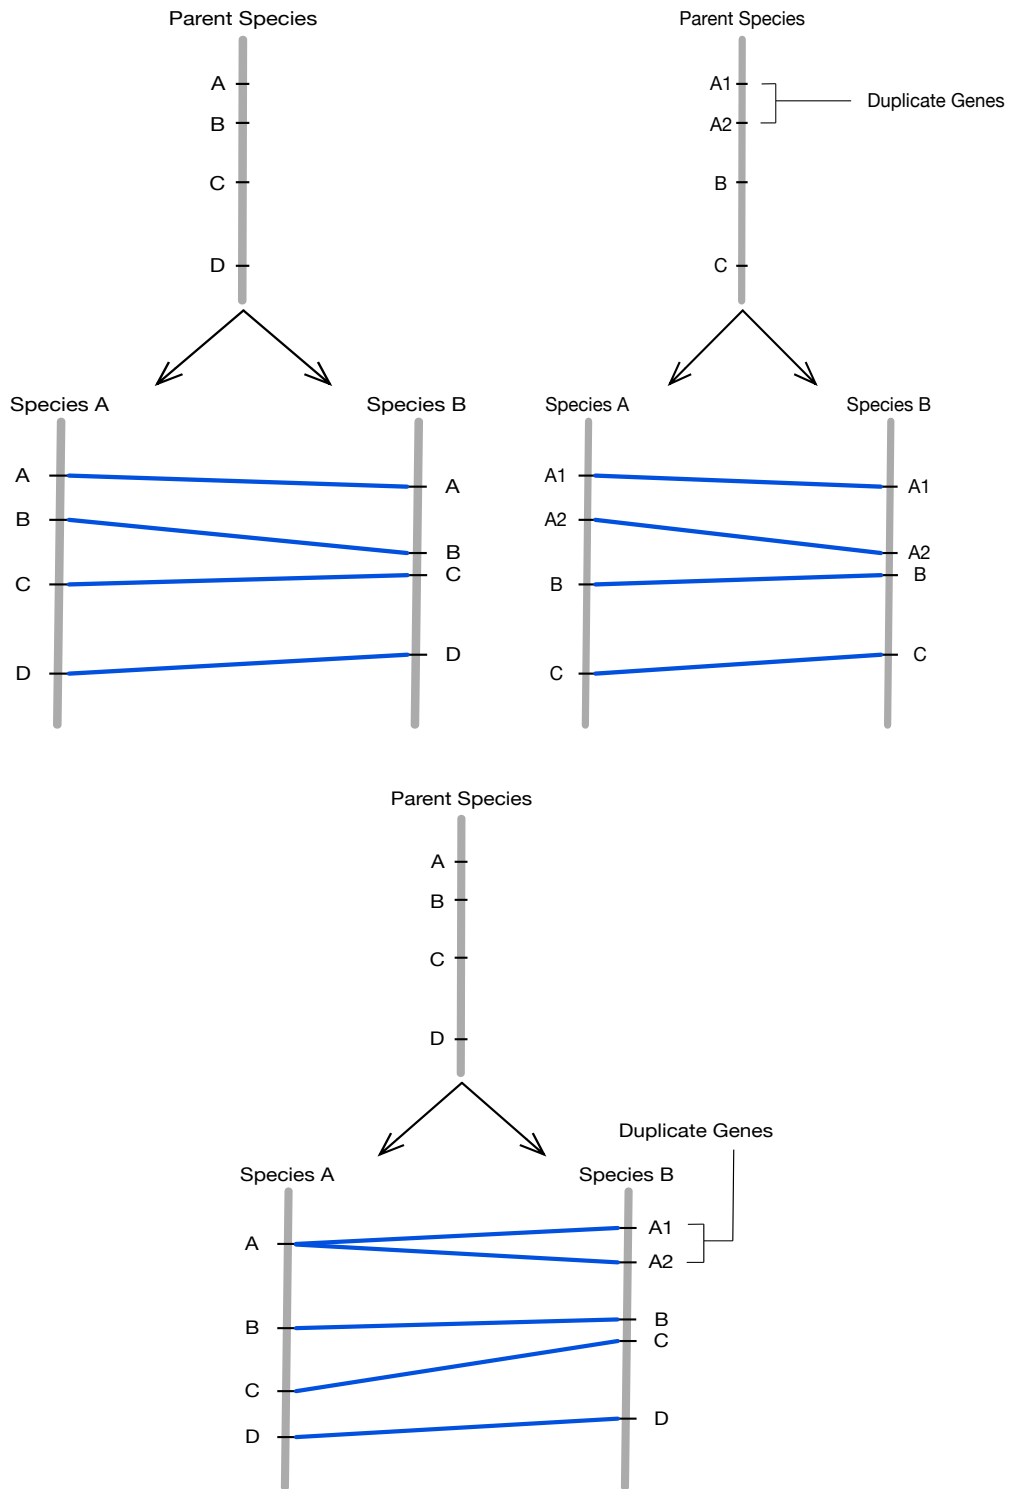 Parent Species
A
B
C
D
Species A
Species B
A
B
C
D
A
B
C
D
Parent Species
A1
A2
B
C
Duplicate Genes
Species A
Species B
A1
A2
B
C
A1
A2
B
C
Parent Species
A
B
C
D
Duplicate Genes
Species A
Species B
A
B
C
D
A1
A2
B
C
D